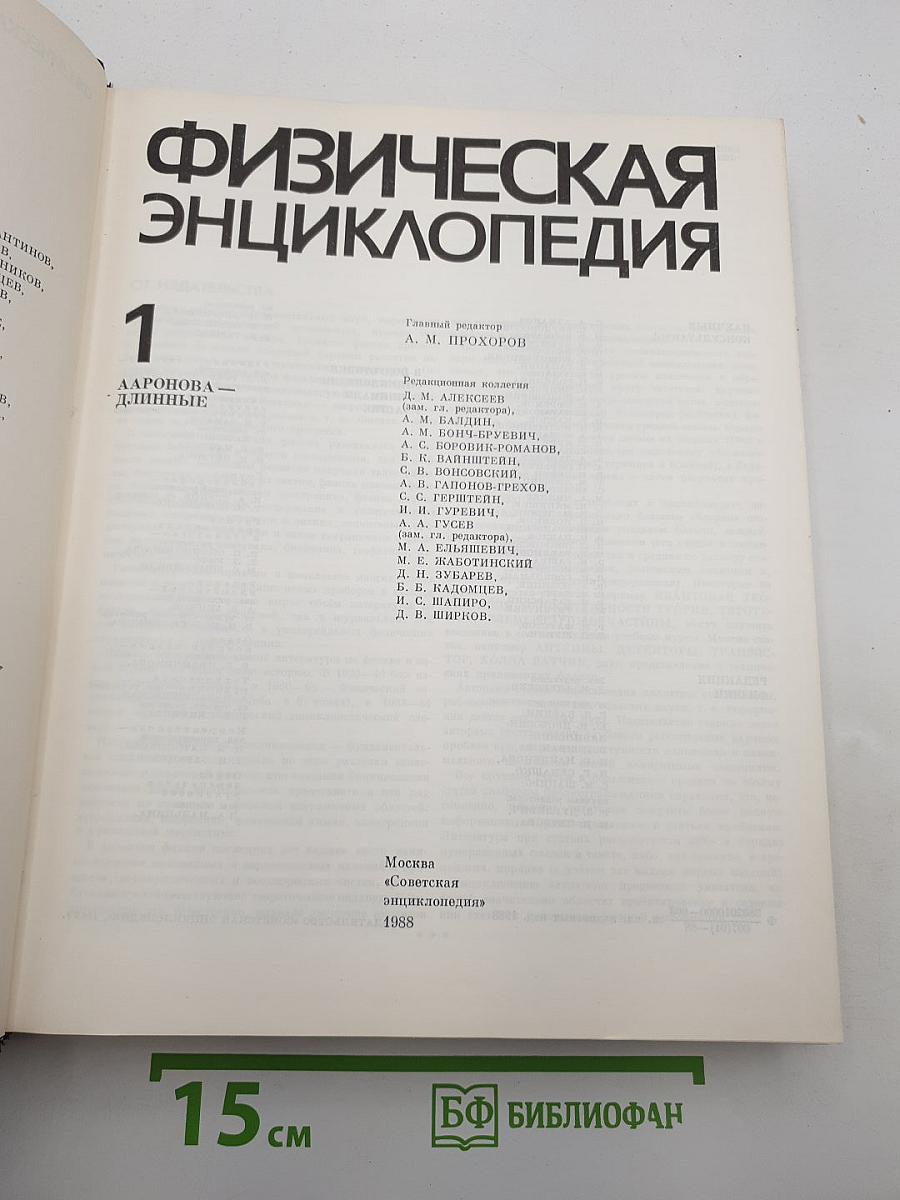 ФИЗИЧЕСКАЯ
ЭНЦИКЛОПЕДИЯ
1
ААРОНОВА —
ДЛИННЫЕ
Главный редактор
А. М. ПРОХОРОВ
Редакционная коллегия
Д. М. АЛЕКСЕЕВ
(зам. гл. редактора),
А. М. БАЛДИН,
А. М. БОНЧ-БРУЕВИЧ,
А. С. БОРОВИК-РОМАНОВ,
Б. К. ВАЙНШТЕЙН,
С. В. ВОНСОВСКИЙ,
А. В. ГАПОНОВ-ГРЕХОВ,
С. С. ГЕРШТЕЙН,
И. И. ГУРЕВИЧ,
А. А. ГУСЕВ
(зам. гл. редактора),
М. А. ЕЛЬЯШЕВИЧ,
М. Е. ЖАБОТИНСКИЙ
Д. Н. ЗУБАРЕВ,
Б. Б. КАДОМЦЕВ,
И. С. ШАПИРО,
Д. В. ШИРКОВ.
Москва
«Советская
энциклопедия»
1988
15 см
БФ БИБЛИОФАН